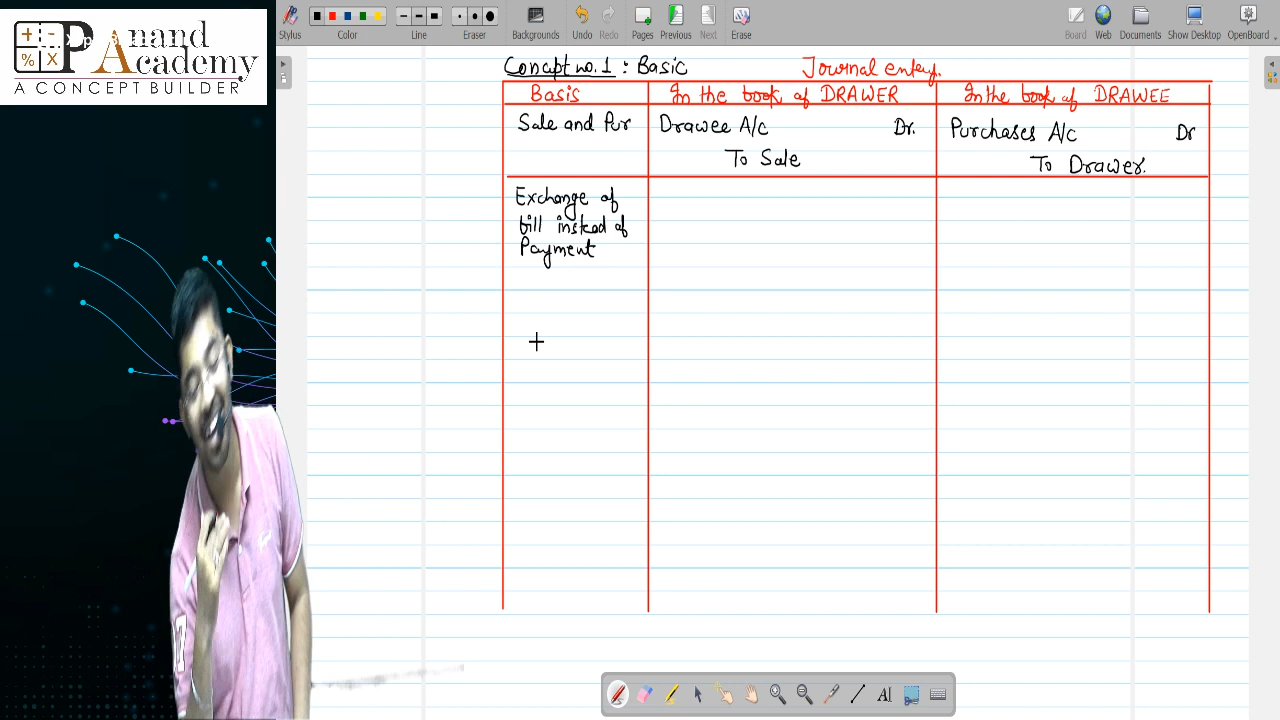 + -
% X
P Anand
Academy
A CONCEPT BUILDER
Stylus
Color
Line
Eraser
Backgrounds
Undo
Redo
Pages
Previous
Next
Erase
Board
Web
Documents
Show Desktop
OpenBoard
Concapt no. 1 : Basic
Journal entry.
Basis
In the book of DRAWER
In the book of DRAWEE
Sale and Pur
Drawee A/c Dr.
To Sale
Purchases A/c Dr
To Drawer.
Exchange of
bill instead of
Payment
17